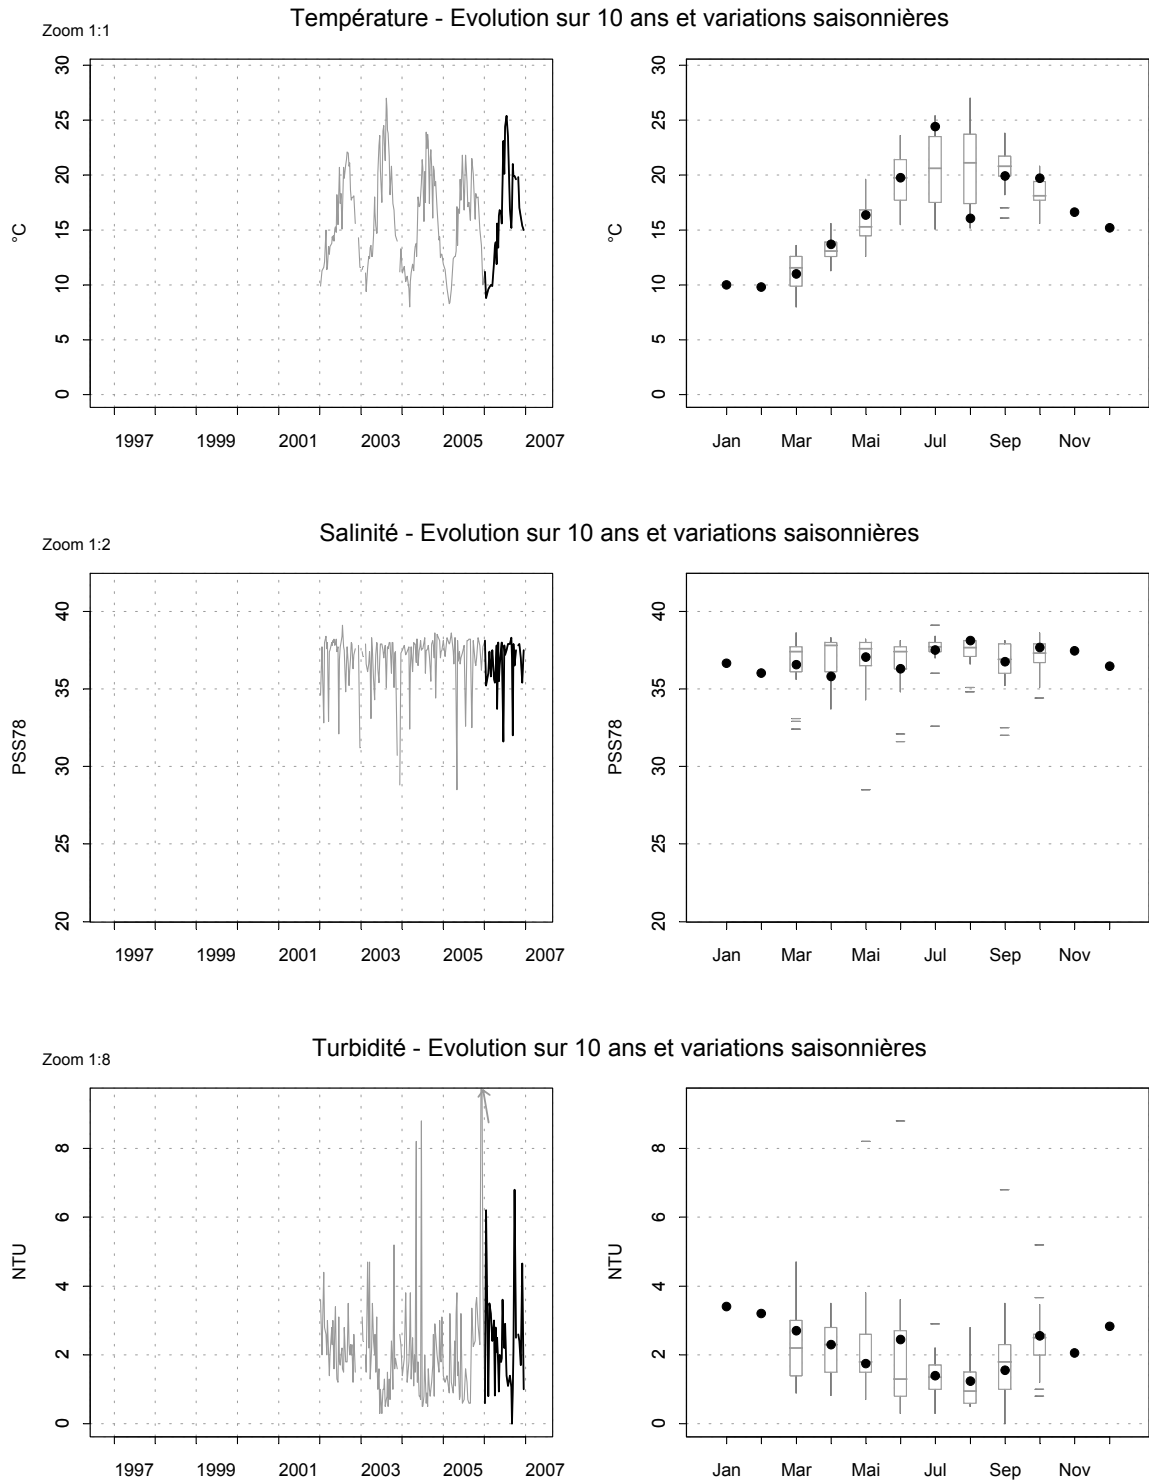 Température - Evolution sur 10 ans et variations saisonnières
Zoom 1:1
30
25
20
15
10
5
0
°C
1997 1999 2001 2003 2005 2007
30
25
20
15
10
5
0
°C
Jan Mar Mai Jul Sep Nov
Salinité - Evolution sur 10 ans et variations saisonnières
Zoom 1:2
40
35
30
25
20
PSS78
1997 1999 2001 2003 2005 2007
40
35
30
25
20
PSS78
Jan Mar Mai Jul Sep Nov
Turbidité - Evolution sur 10 ans et variations saisonnières
Zoom 1:8
8
6
4
2
0
NTU
1997 1999 2001 2003 2005 2007
8
6
4
2
0
NTU
Jan Mar Mai Jul Sep Nov